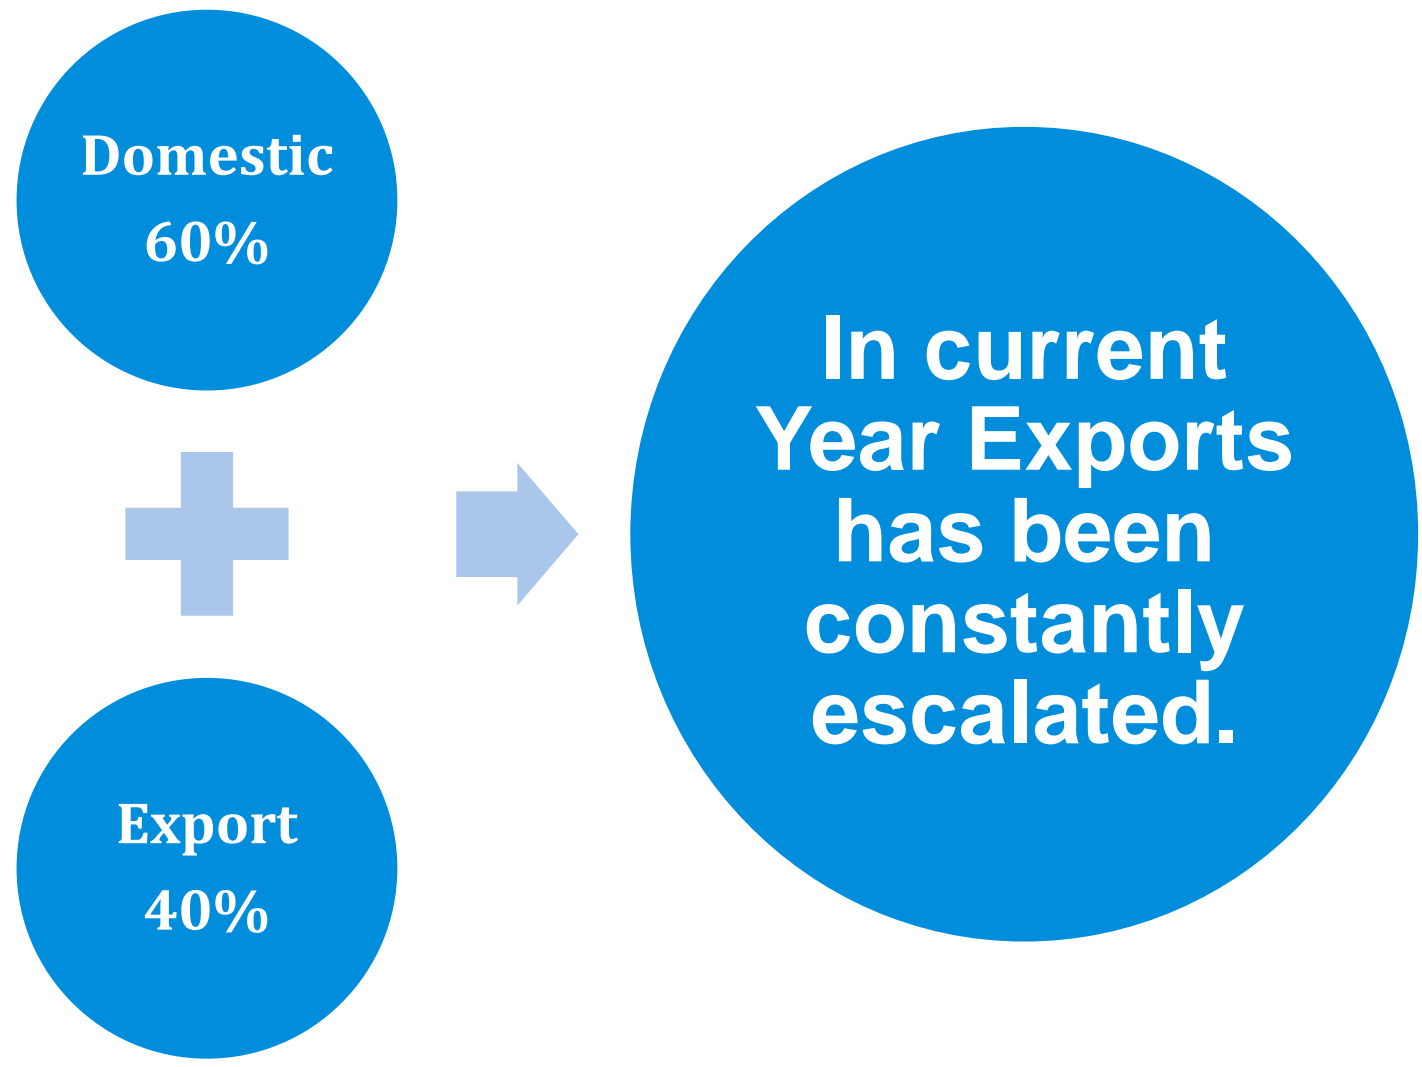 Domestic
60%
Export
40%
In current
Year Exports
has been
constantly
escalated.